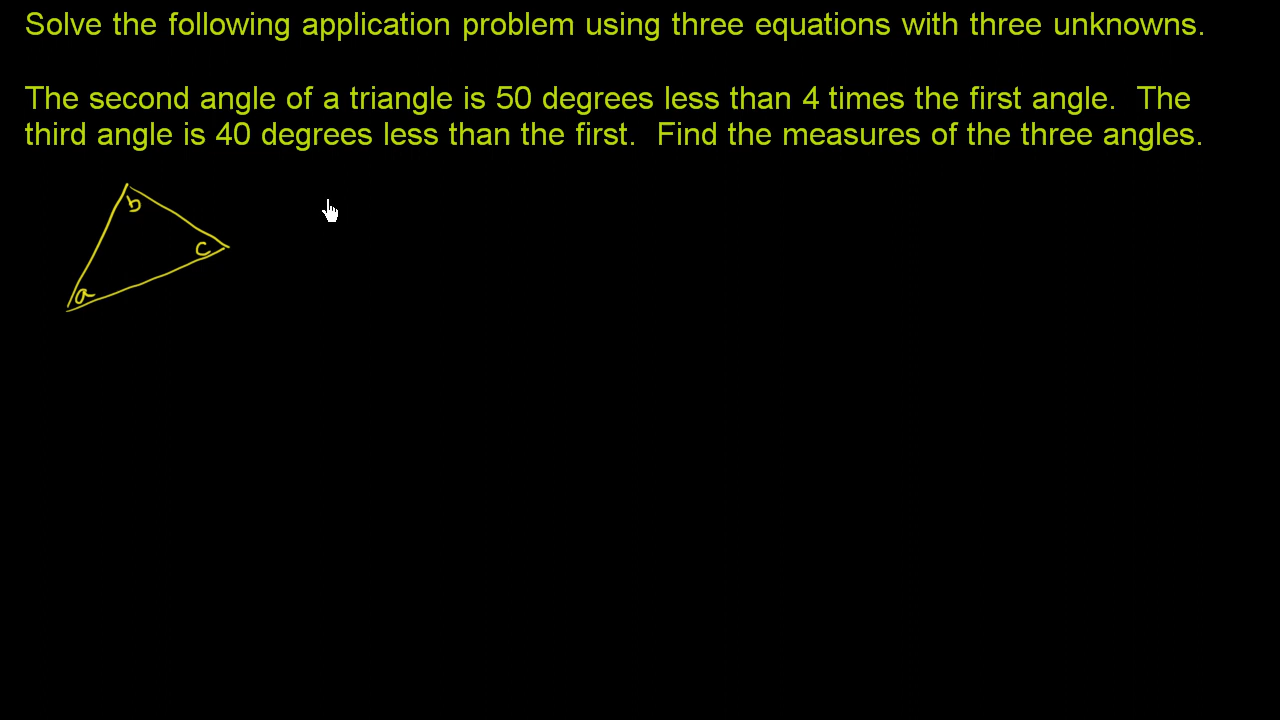 Solve the following application problem using three equations with three unknowns.
The second angle of a triangle is 50 degrees less than 4 times the first angle.  The
third angle is 40 degrees less than the first.  Find the measures of the three angles.
b
c
a